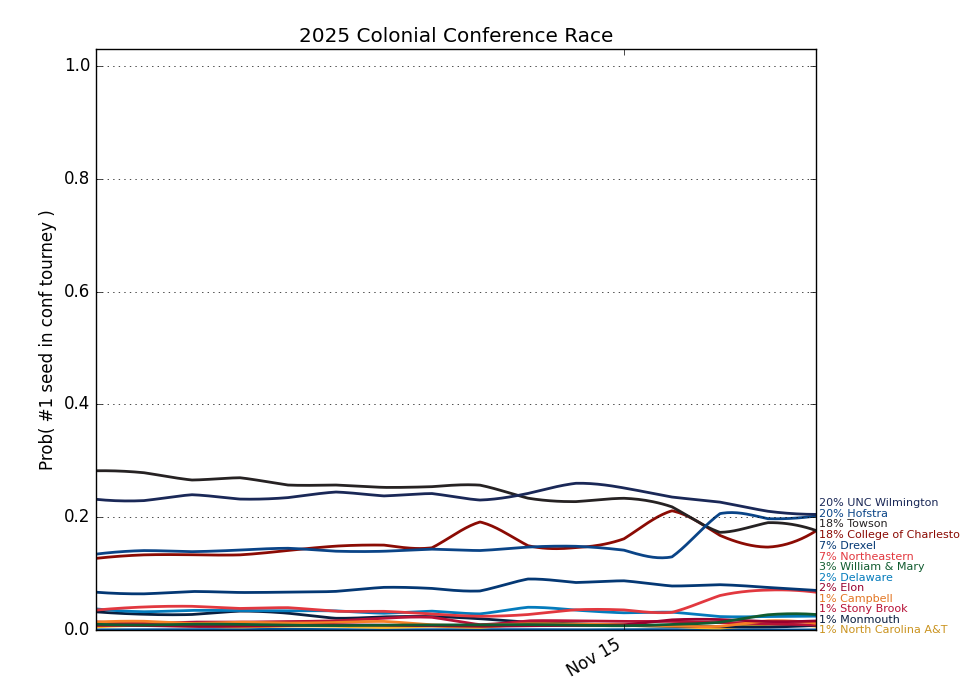 2025 Colonial Conference Race
Prob( #1 seed in conf tourney )
1.0
0.8
0.6
0.4
0.2
0.0
Nov 15
20% UNC Wilmington
20% Hofstra
18% Towson
18% College of Charlesto
7% Drexel
7% Northeastern
3% William & Mary
2% Delaware
2% Elon
1% Campbell
1% Stony Brook
1% Monmouth
1% North Carolina A&T